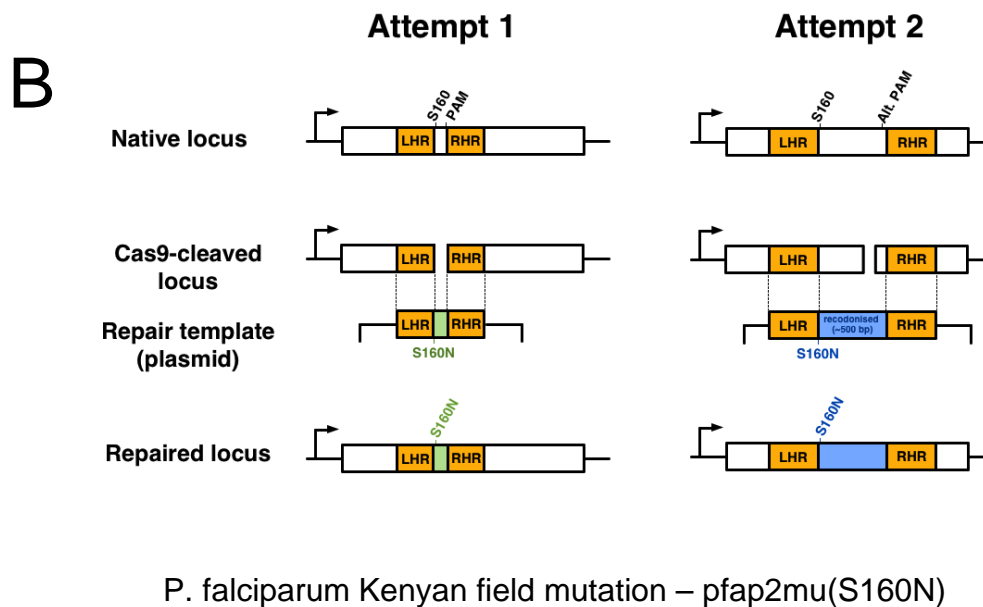 Attempt 1
Attempt 2
B
S160
PAM
S160
Alt. PAM
Native locus
LHR
RHR
LHR
RHR
Cas9-cleaved
locus
LHR
RHR
LHR
RHR
Repair template
(plasmid)
LHR
RHR
LHR
recodonised
(~500 bp)
RHR
S160N
S160N
S160N
S160N
Repaired locus
LHR
RHR
LHR
RHR
P. falciparum Kenyan field mutation – pfap2mu(S160N)